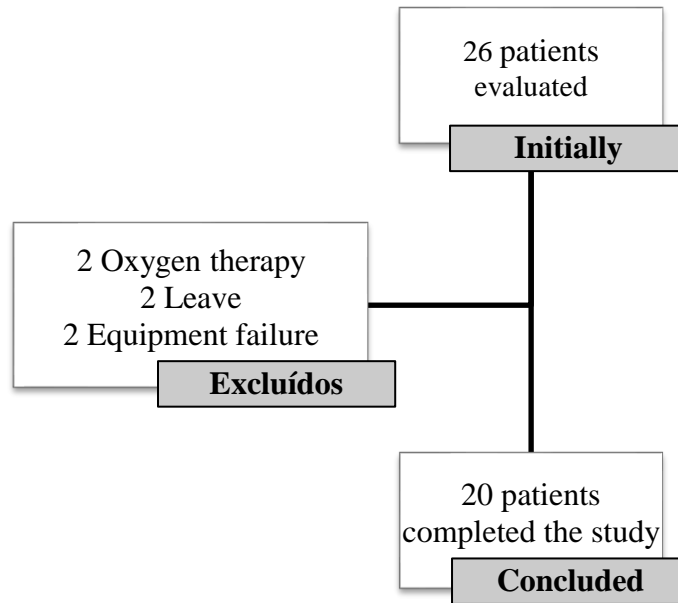 26 patients
evaluated
Initially
2 Oxygen therapy
2 Leave
2 Equipment failure
Excluídos
20 patients
completed the study
Concluded